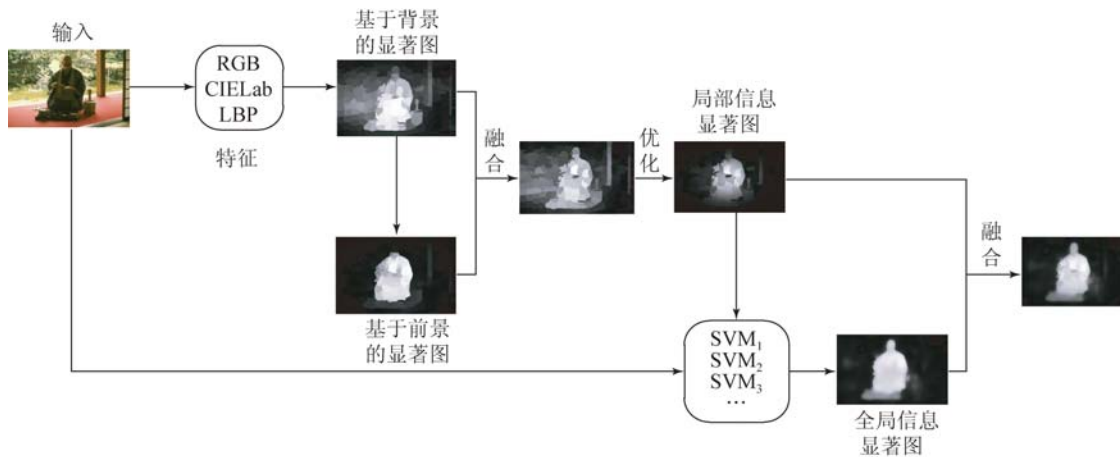 输入
RGB
CIELab
LBP
特征
基于背景
的显著图
基于前景
的显著图
融合
优化
局部信息
显著图
SVM₁
SVM₂
SVM₃
…
全局信息
显著图
融合